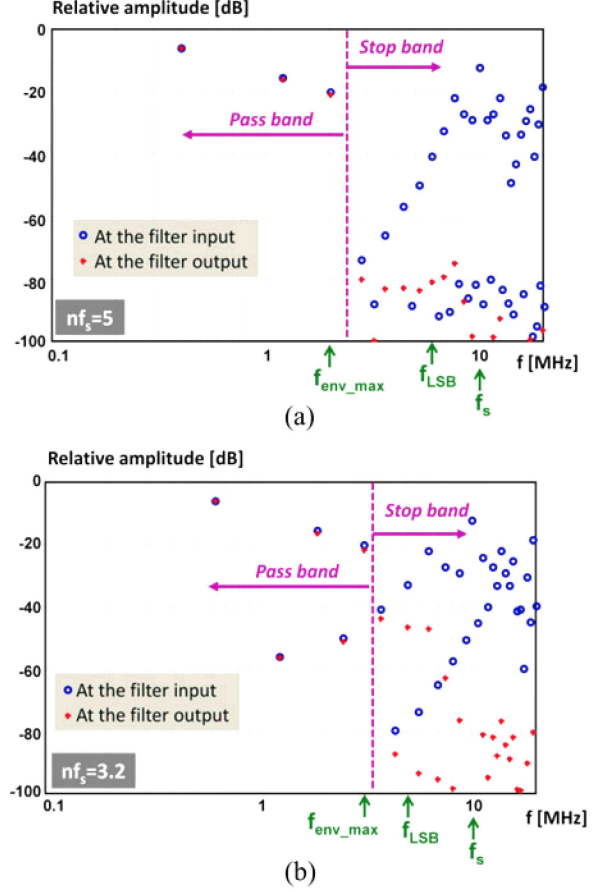 Relative amplitude [dB]
0
-20
-40
-60
-80
-100
Stop band
Pass band
At the filter input
At the filter output
nfs=5
0.1
1
10
f [MHz]
fenv_max
fLSB
fs
(a)
Relative amplitude [dB]
0
-20
-40
-60
-80
-100
Stop band
Pass band
At the filter input
At the filter output
nfs=3.2
0.1
1
10
f [MHz]
fenv_max
fLSB
fs
(b)